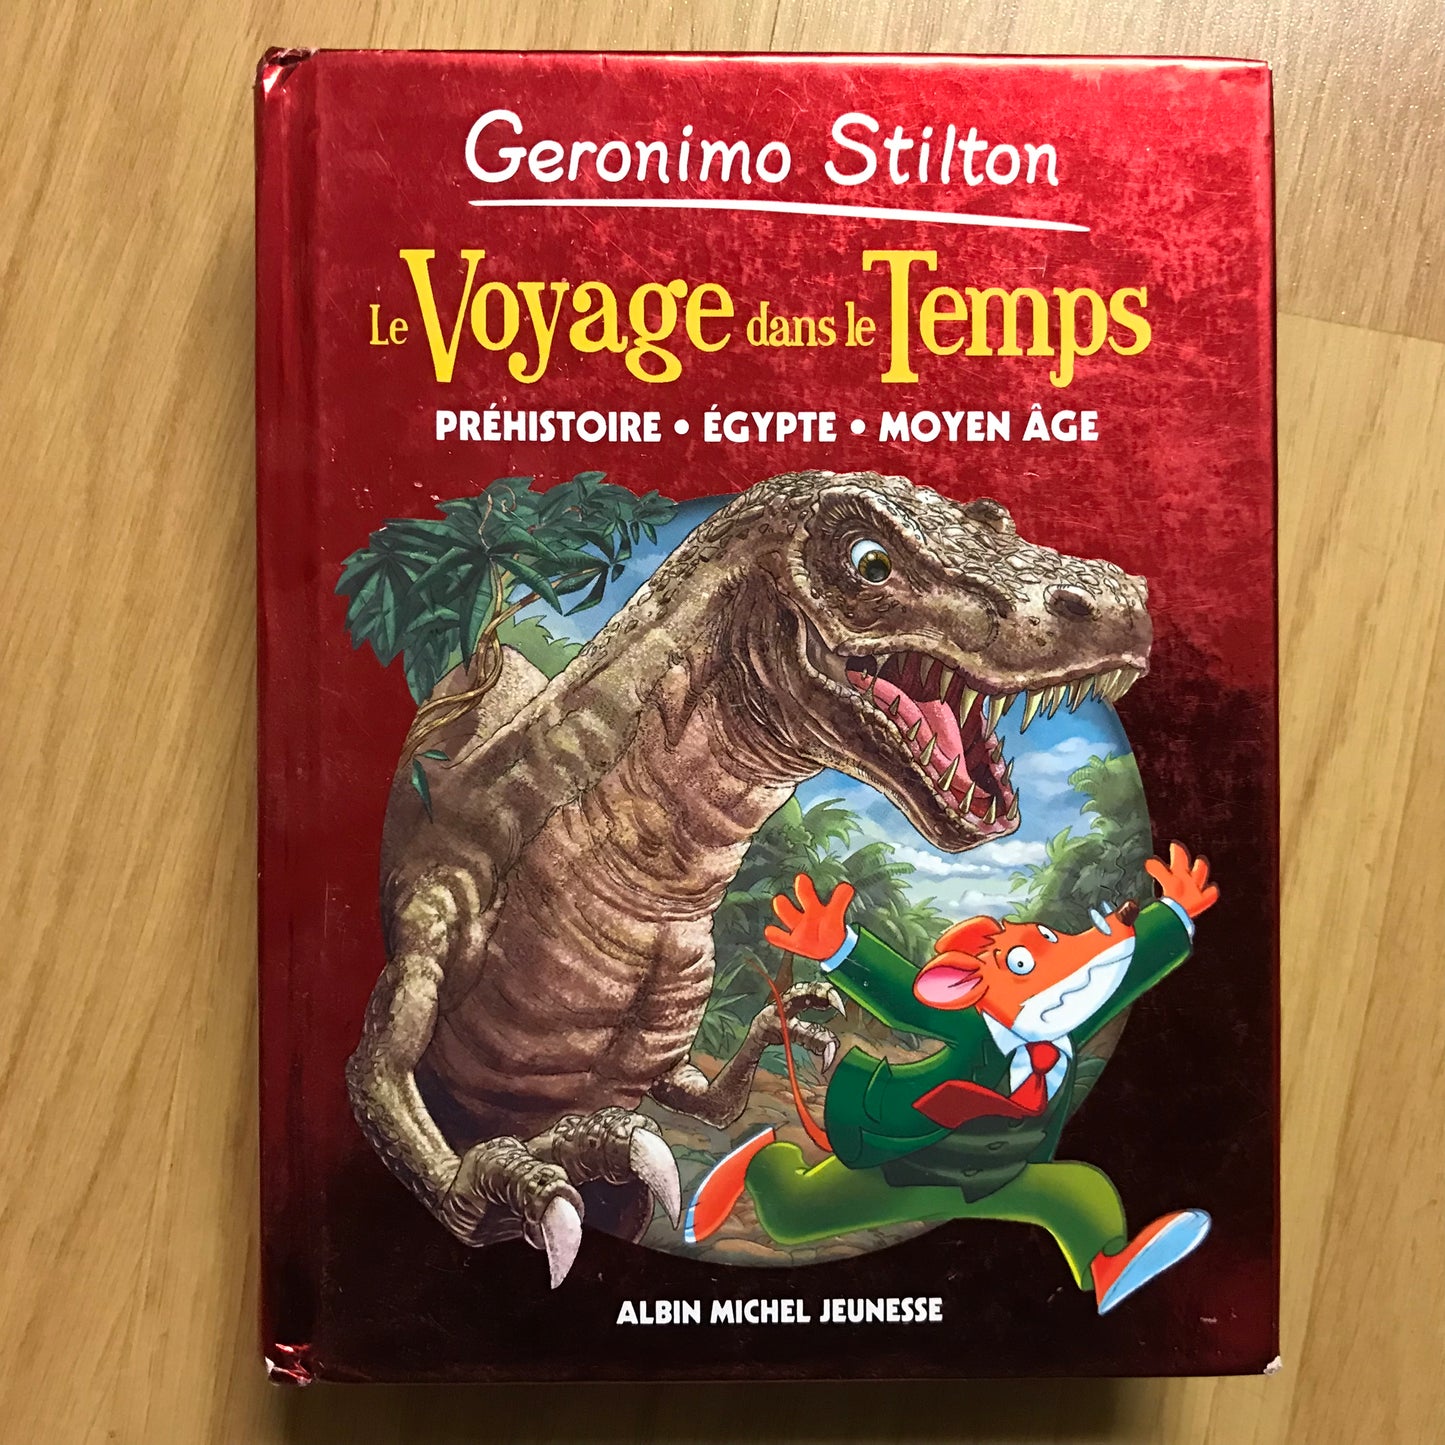 Geronimo Stilton
Le Voyage dans le Temps
PRÉHISTOIRE • ÉGYPTE • MOYEN ÂGE
ALBIN MICHEL JEUNESSE